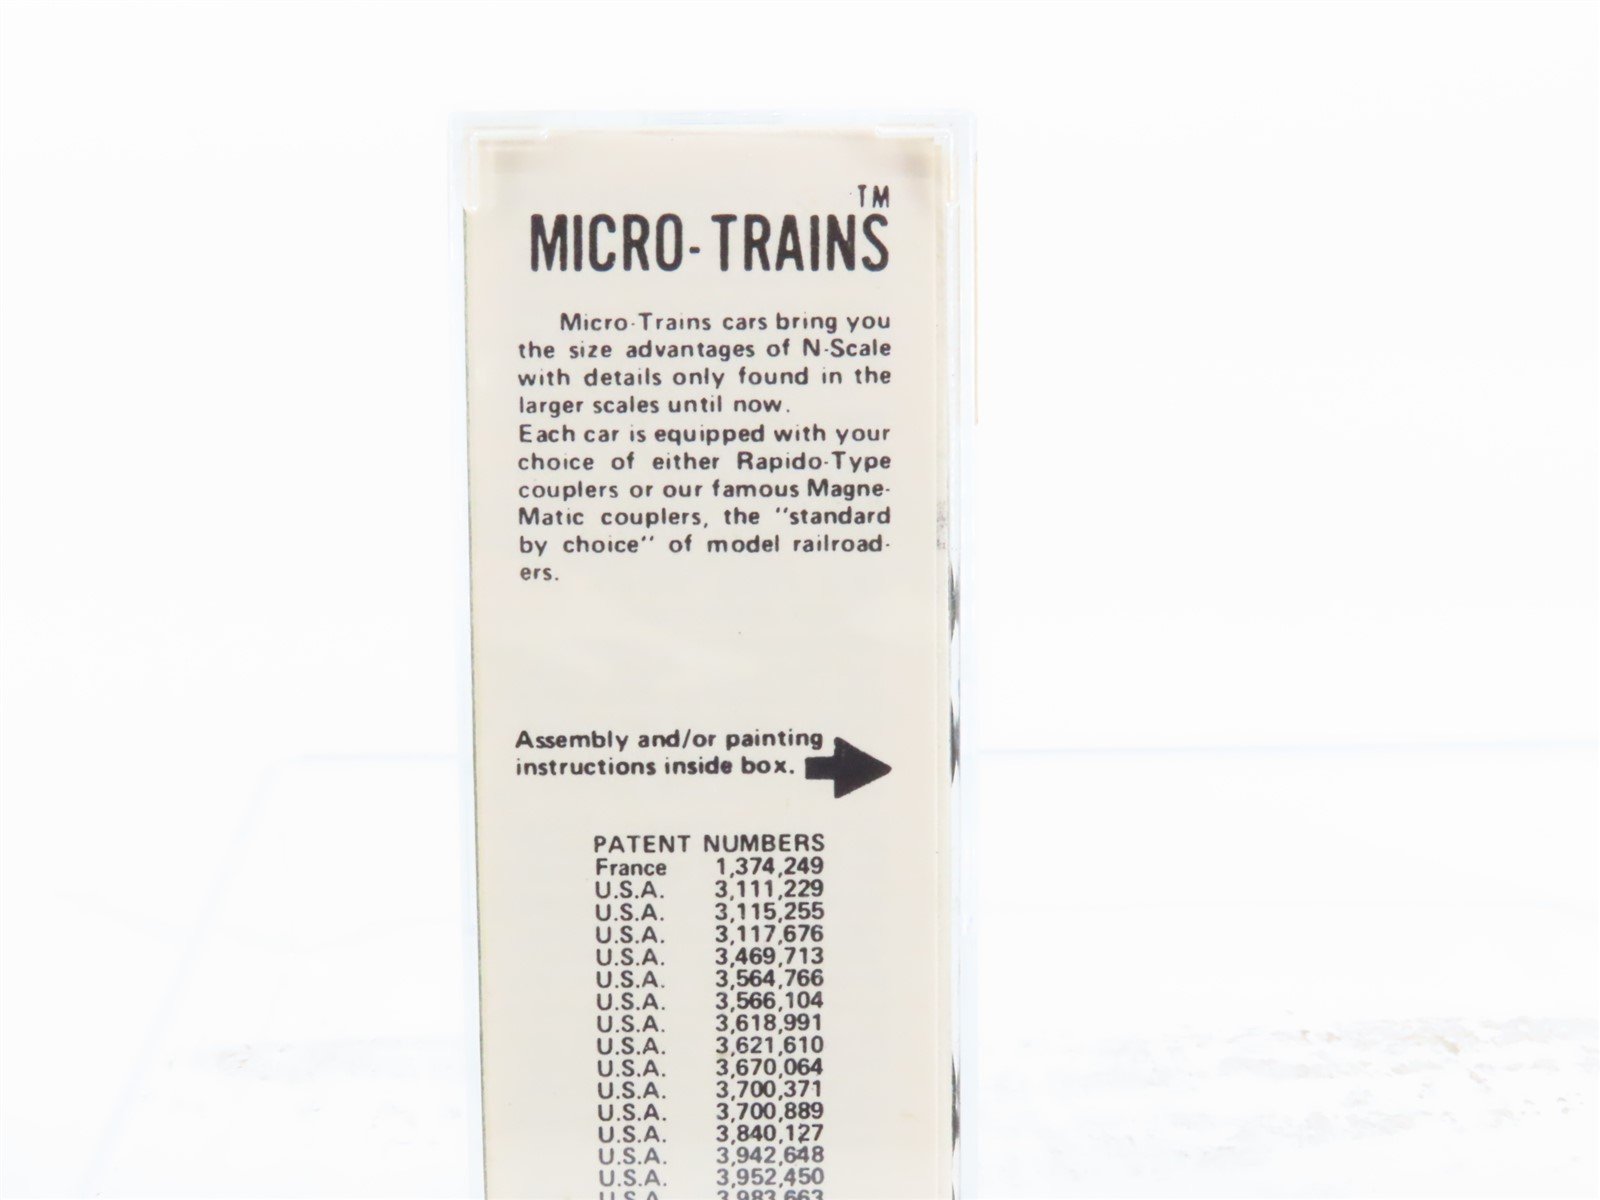 TM
MICRO-TRAINS
Micro-Trains cars bring you
the size advantages of N-Scale
with details only found in the
larger scales until now.
Each car is equipped with your
choice of either Rapido-Type
couplers or our famous Magne-
Matic couplers, the "standard
by choice" of model railroad-
ers.
Assembly and/or painting
instructions inside box.
PATENT NUMBERS
France 1,374,249
U.S.A. 3,111,229
U.S.A. 3,115,255
U.S.A. 3,117,676
U.S.A. 3,469,713
U.S.A. 3,564,766
U.S.A. 3,566,104
U.S.A. 3,618,991
U.S.A. 3,621,610
U.S.A. 3,670,064
U.S.A. 3,700,371
U.S.A. 3,700,889
U.S.A. 3,840,127
U.S.A. 3,942,648
U.S.A. 3,952,450
U.S.A. 3,983,663